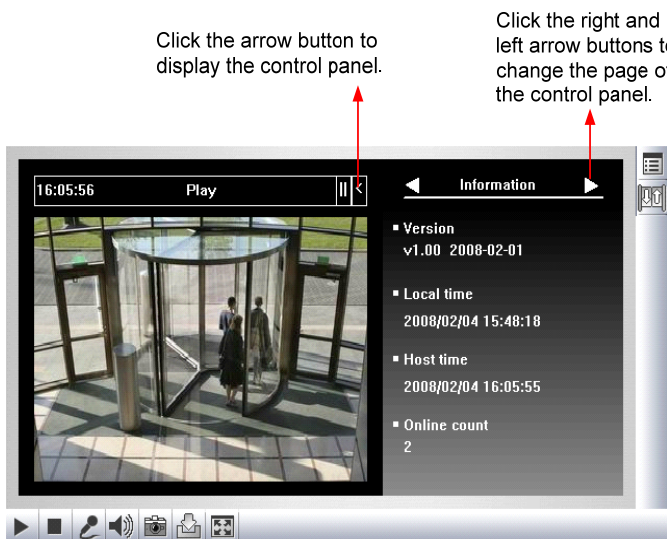 Click the arrow button to
display the control panel.
Click the right and
left arrow buttons t
change the page o
the control panel.
16:05:56 Play
Information
Version
v1.00 2008-02-01
Local time
2008/02/04 15:48:18
Host time
2008/02/04 16:05:55
Online count
2